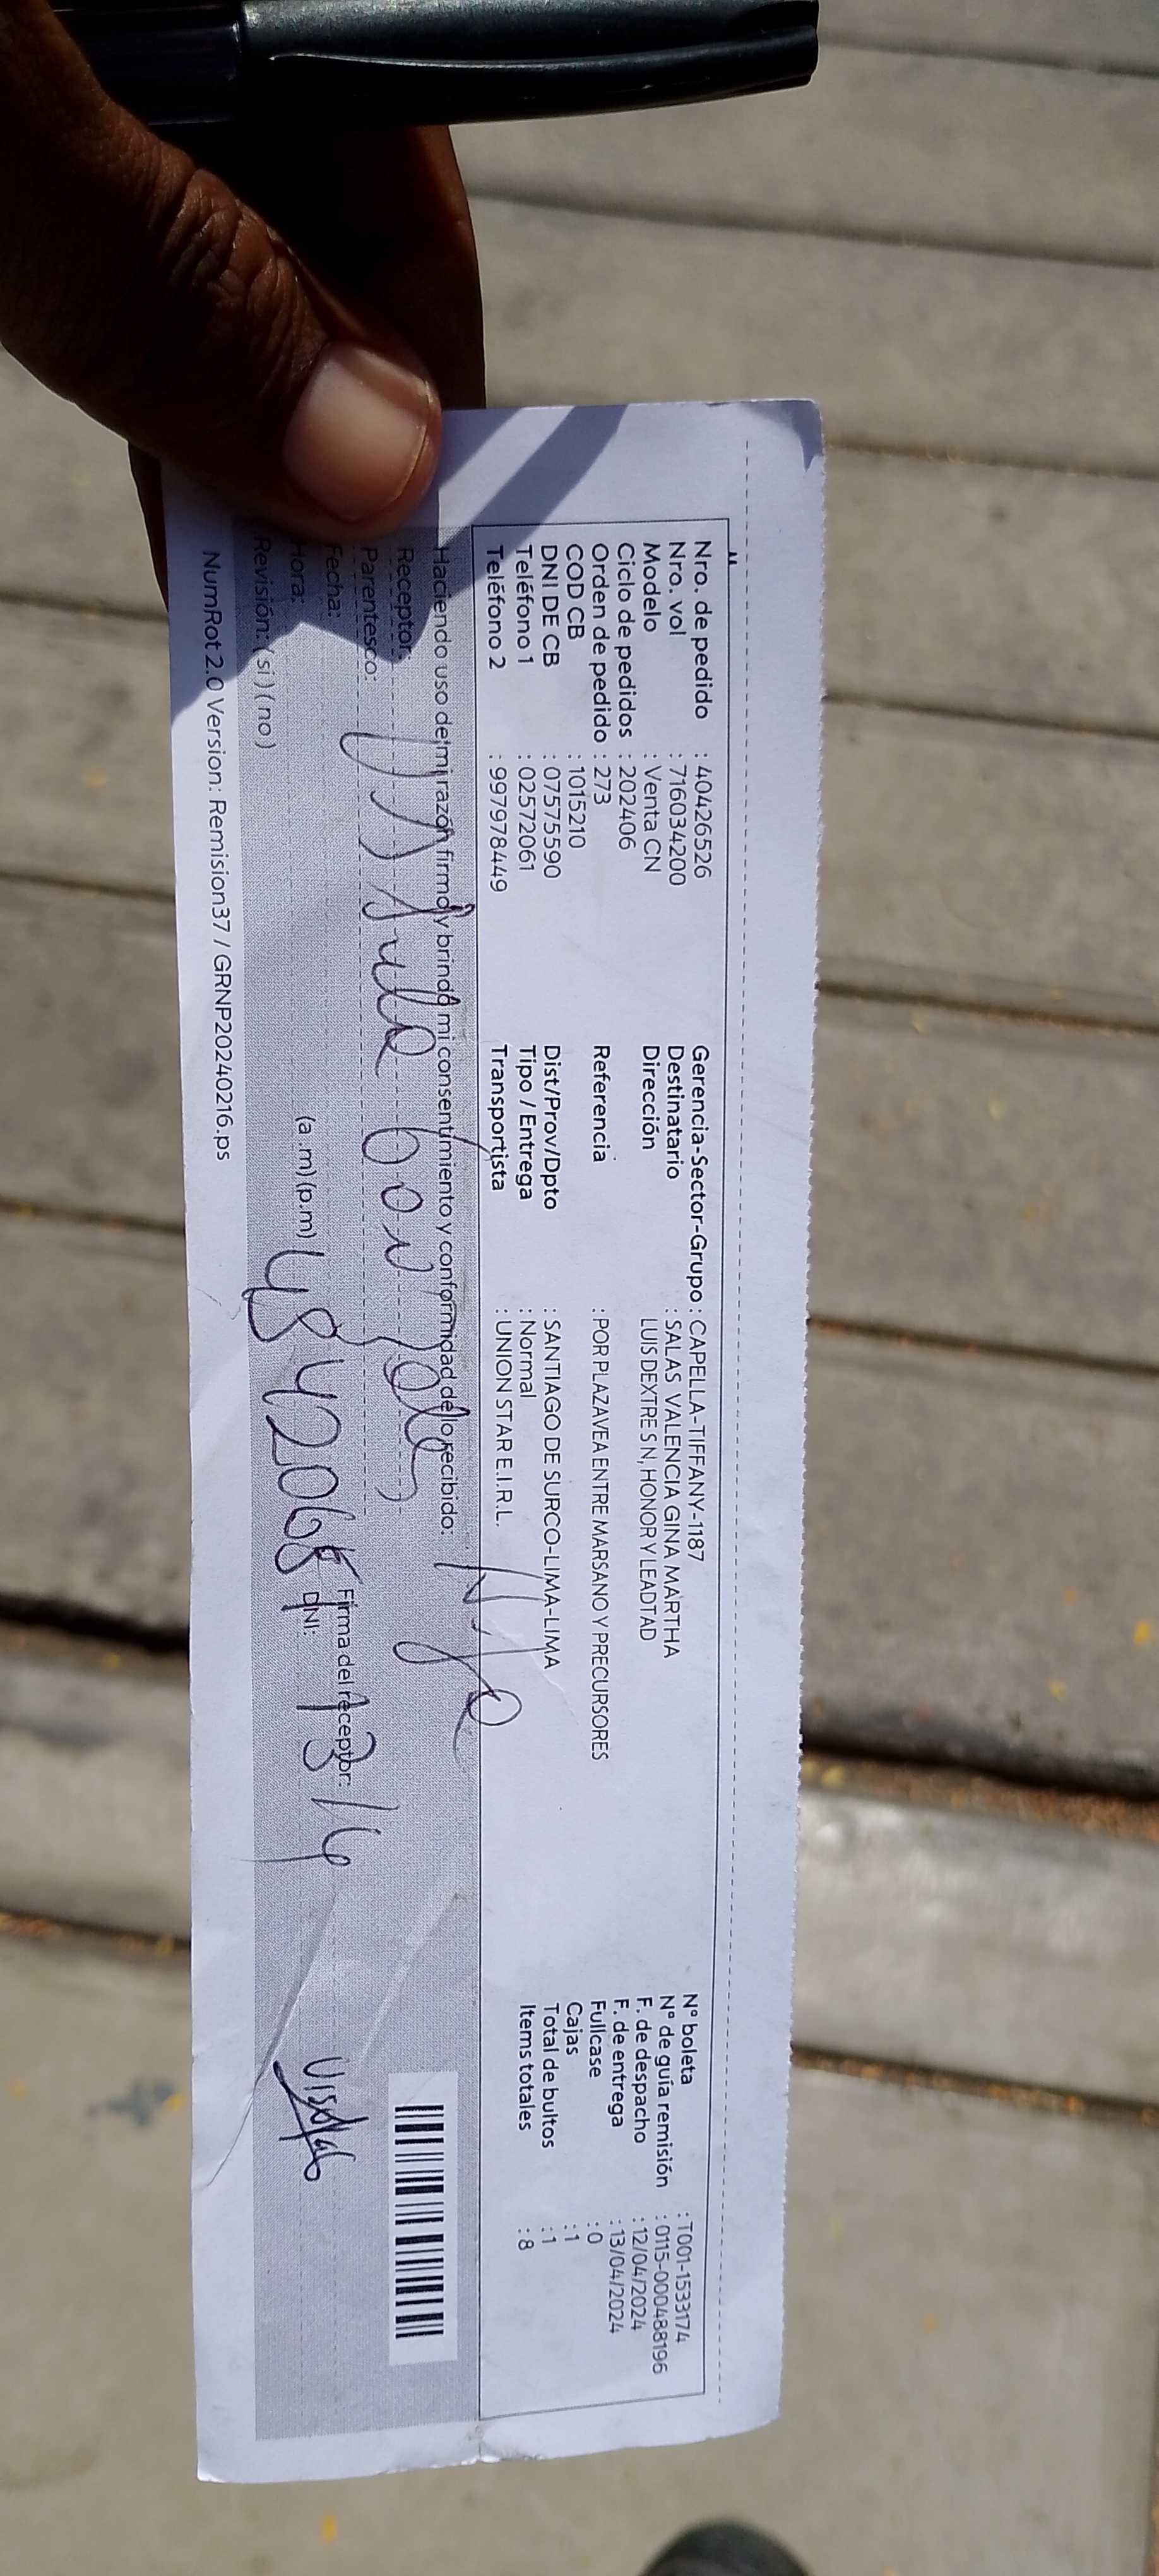 Nro. de pedido : 40426526
Nro. vol : 716034200
Modelo : Venta CN
Ciclo de pedidos : 202406
Orden de pedido : 273
COD CB : 1015210
DNI DE CB : 07575590
Teléfono 1 : 02572061
Teléfono 2 : 997978449
Gerencia-Sector-Grupo : CAPELLA-TIFFANY-1187
Destinatario : SALAS VALENCIA GINA MARTHA
Dirección LUIS DEXTRE S N, HONOR Y LEADTAD
Referencia : POR PLAZAVEA ENTRE MARSANO Y PRECURSORES
Dist/Prov/Dpto : SANTIAGO DE SURCO-LIMA-LIMA
Tipo / Entrega : Normal
Transportista : UNION STAR E.I.R.L.
N° boleta : T001-1533174
N° de guía remisión : 0115-000488196
F. de despacho : 12/04/2024
F. de entrega : 13/04/2024
Fullcase : 0
Cajas : 1
Total de bultos : 1
Items totales : 8
Haciendo uso de mi razón firmo y brindo mi consentimiento y conformidad de lo recibido:
Receptor:
Parentesco:
Fecha:
Hora: (a.m) (p.m)
Revisión: ( si ) ( no )
Firma del receptor:
DNI:
NumRot 2.0 Version: Remision37 / GRNP20240216.ps